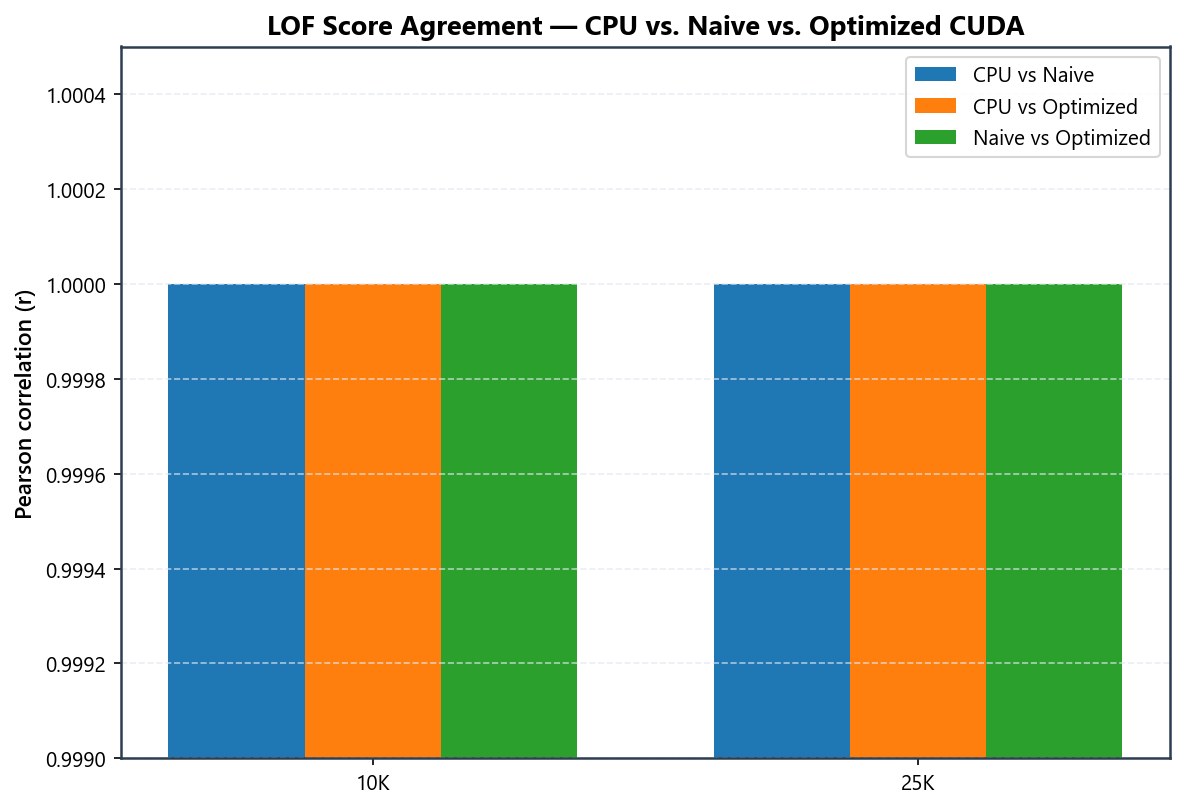 LOF Score Agreement — CPU vs. Naive vs. Optimized CUDA
CPU vs Naive
CPU vs Optimized
Naive vs Optimized
Pearson correlation (r)
1.0004
1.0002
1.0000
0.9998
0.9996
0.9994
0.9992
0.9990
10K
25K